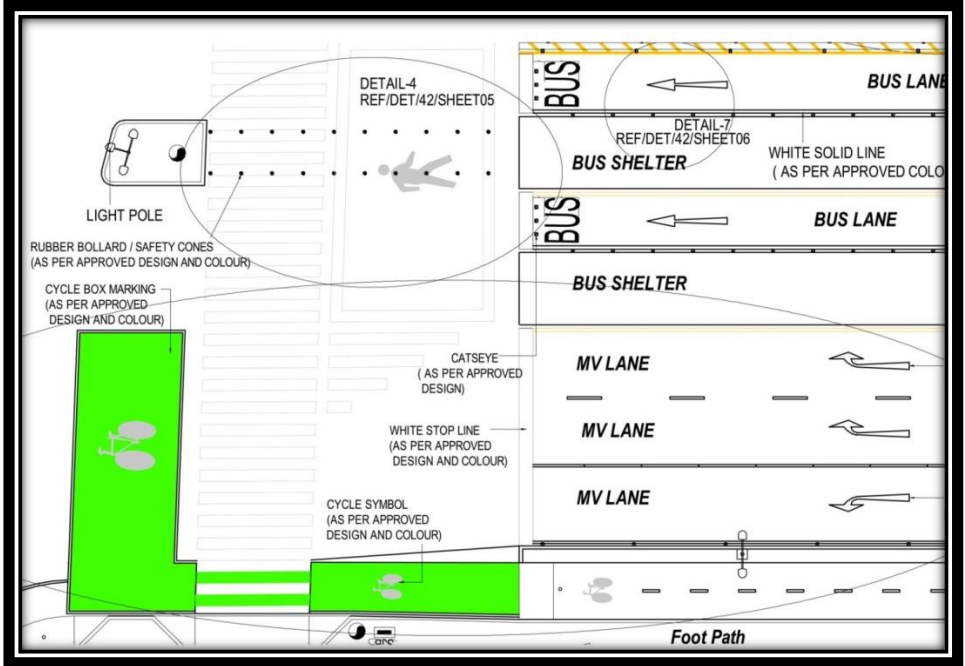 DETAIL-4
REF/DET/42/SHEET05
BUS
BUS LANE
DETAIL-7
REF/DET/42/SHEET06
BUS SHELTER
WHITE SOLID LINE
( AS PER APPROVED COLO
LIGHT POLE
BUS
BUS LANE
RUBBER BOLLARD / SAFETY CONES
(AS PER APPROVED DESIGN AND COLOUR)
BUS SHELTER
CYCLE BOX MARKING
(AS PER APPROVED
DESIGN AND COLOUR)
CATSEYE
( AS PER APPROVED
DESIGN)
MV LANE
WHITE STOP LINE
(AS PER APPROVED
DESIGN AND COLOUR)
MV LANE
MV LANE
CYCLE SYMBOL
(AS PER APPROVED
DESIGN AND COLOUR)
Foot Path